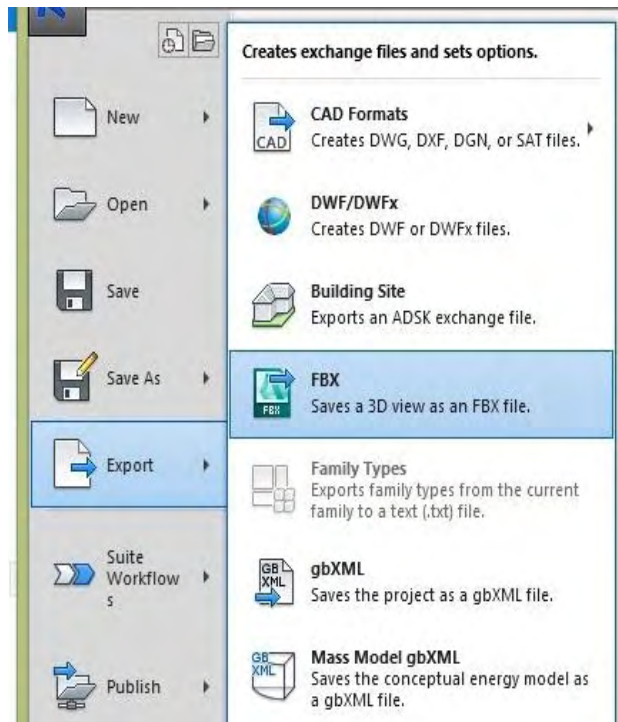 Creates exchange files and sets options.
New
Open
Save
Save As
Export
Suite
Workflow
s
Publish
CAD
CAD Formats
Creates DWG, DXF, DGN, or SAT files.
DWF/DWFx
Creates DWF or DWFx files.
Building Site
Exports an ADSK exchange file.
FBX
FBX
Saves a 3D view as an FBX file.
Family Types
Exports family types from the current
family to a text (.txt) file.
GB
XML
gbXML
Saves the project as a gbXML file.
GB
XML
Mass Model gbXML
Saves the conceptual energy model as
a gbXML file.